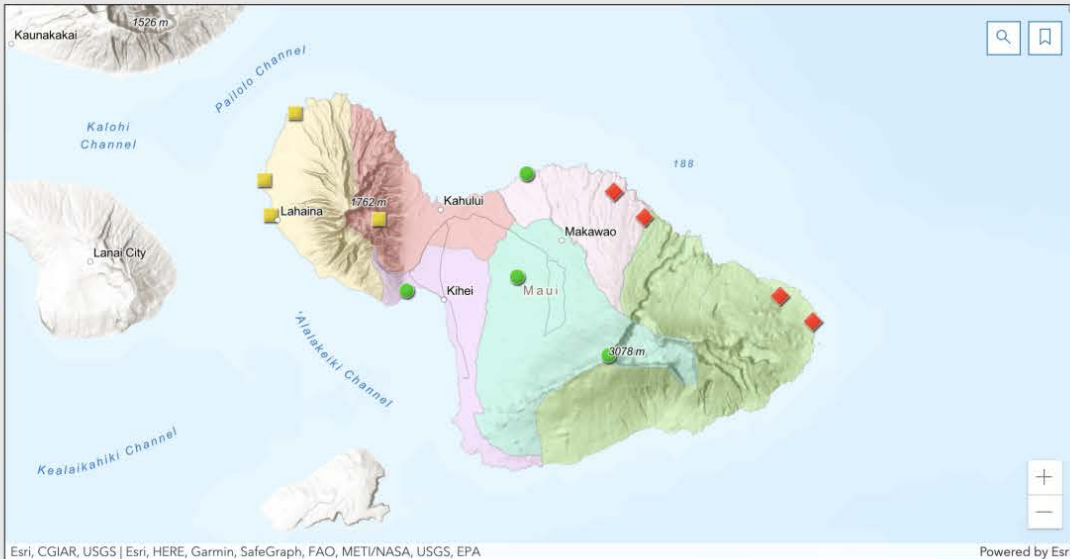 1526 m
Kaunakakai
Pailolo Channel
Kalohi
Channel
188
1762 m
Kahului
Lahaina
Makawao
Lanai City
Maui
Kihei
'Alalakeiki Channel
3078 m
Kealaikahiki Channel
+
−
Esri, CGIAR, USGS | Esri, HERE, Garmin, SafeGraph, FAO, METI/NASA, USGS, EPA
Powered by Esr